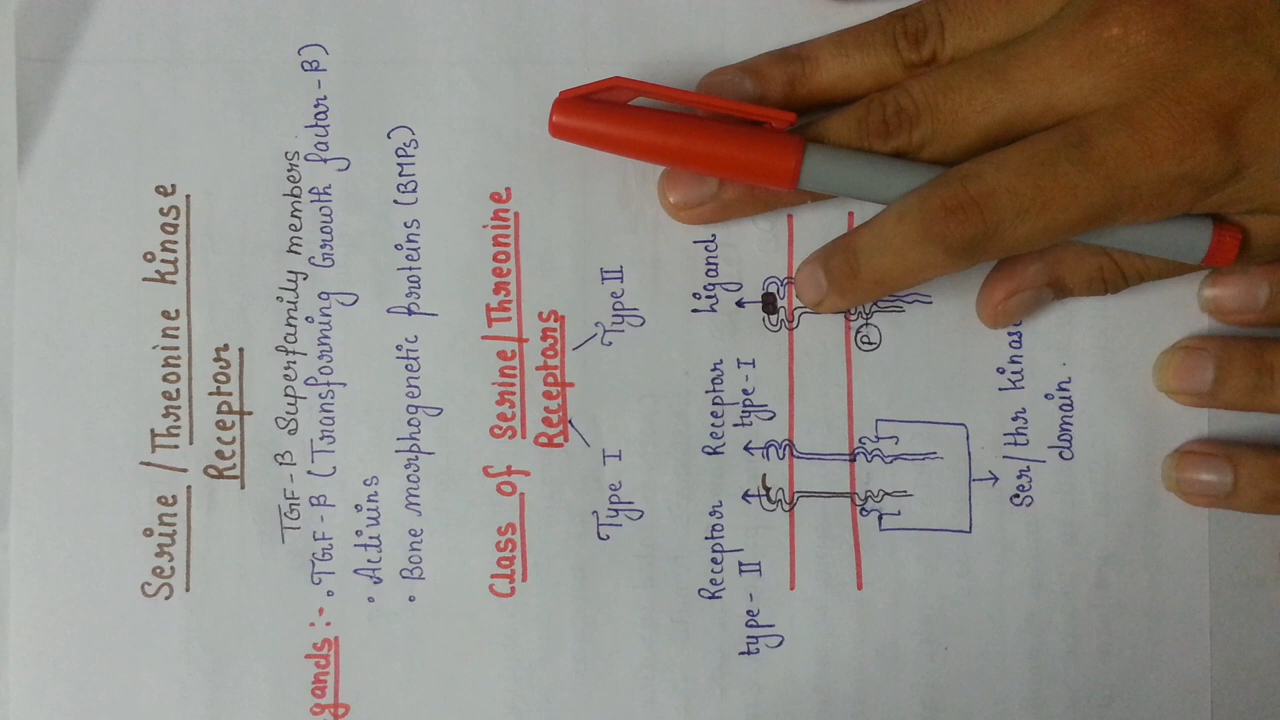 Serine/Threonine kinase
Receptor
TGF-B Superfamily members
gands:- • TGF-β (Transforming Growth factor-β)
• Activins
• Bone morphogenetic proteins (BMPs)
Class of Serine/Threonine
Receptors
Type I Type II
Receptor type-II
Receptor type-I
Ligand
P
Ser/thr kinas
domain.